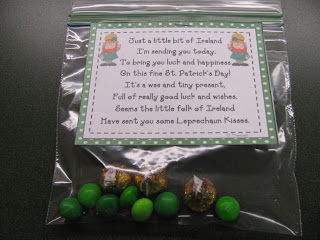 Just a little bit of Ireland
I'm sending you today.
To bring you luck and happiness
On this fine St. Patrick's Day!
It's a wee and tiny present,
Full of really good luck and wishes.
Seems the little folk of Ireland
Have sent you some Leprechaun Kisses.